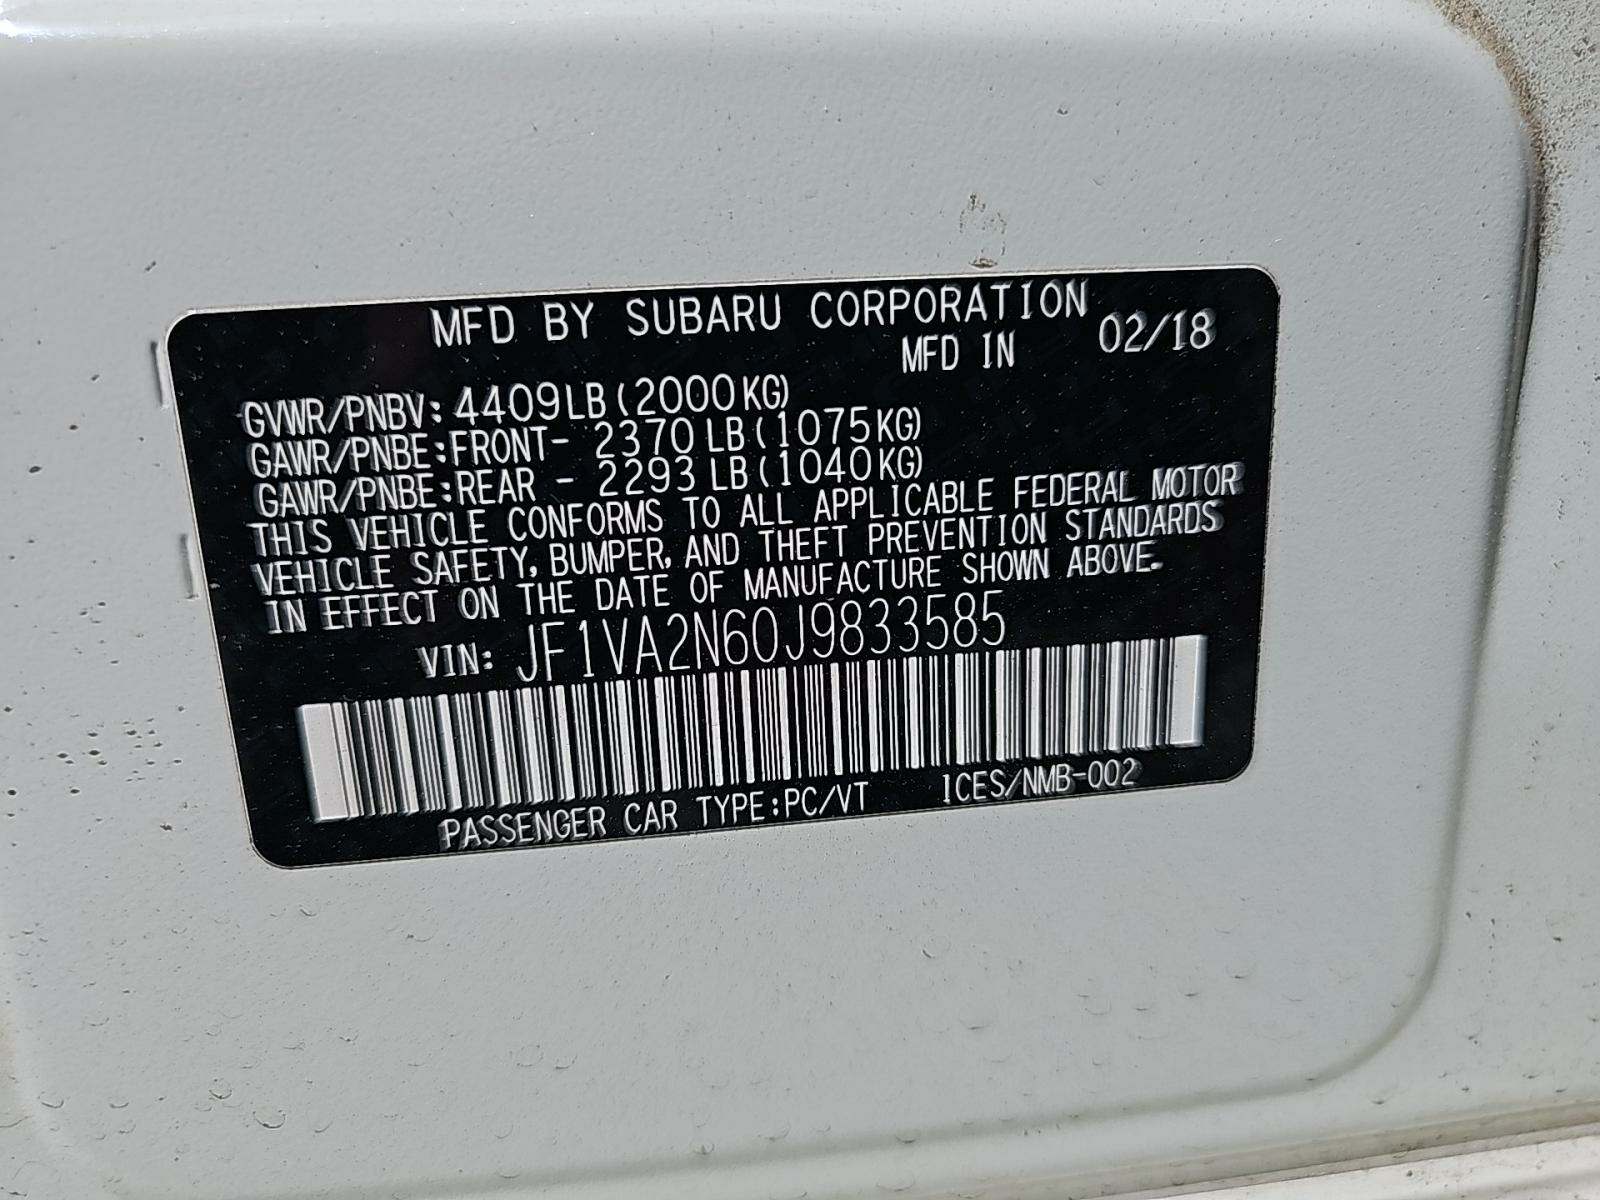 MFD BY SUBARU CORPORATION
MFD IN 02/18
GVWR/PNBV: 4409LB(2000KG)
GAWR/PNBE:FRONT- 2370 LB(1075KG)
GAWR/PNBE:REAR - 2293 LB(1040KG)
THIS VEHICLE CONFORMS TO ALL APPLICABLE FEDERAL MOTOR
VEHICLE SAFETY, BUMPER, AND THEFT PREVENTION STANDARDS
IN EFFECT ON THE DATE OF MANUFACTURE SHOWN ABOVE.
VIN: JF1VA2N60J9833585
PASSENGER CAR TYPE:PC/VT ICES/NMB-002